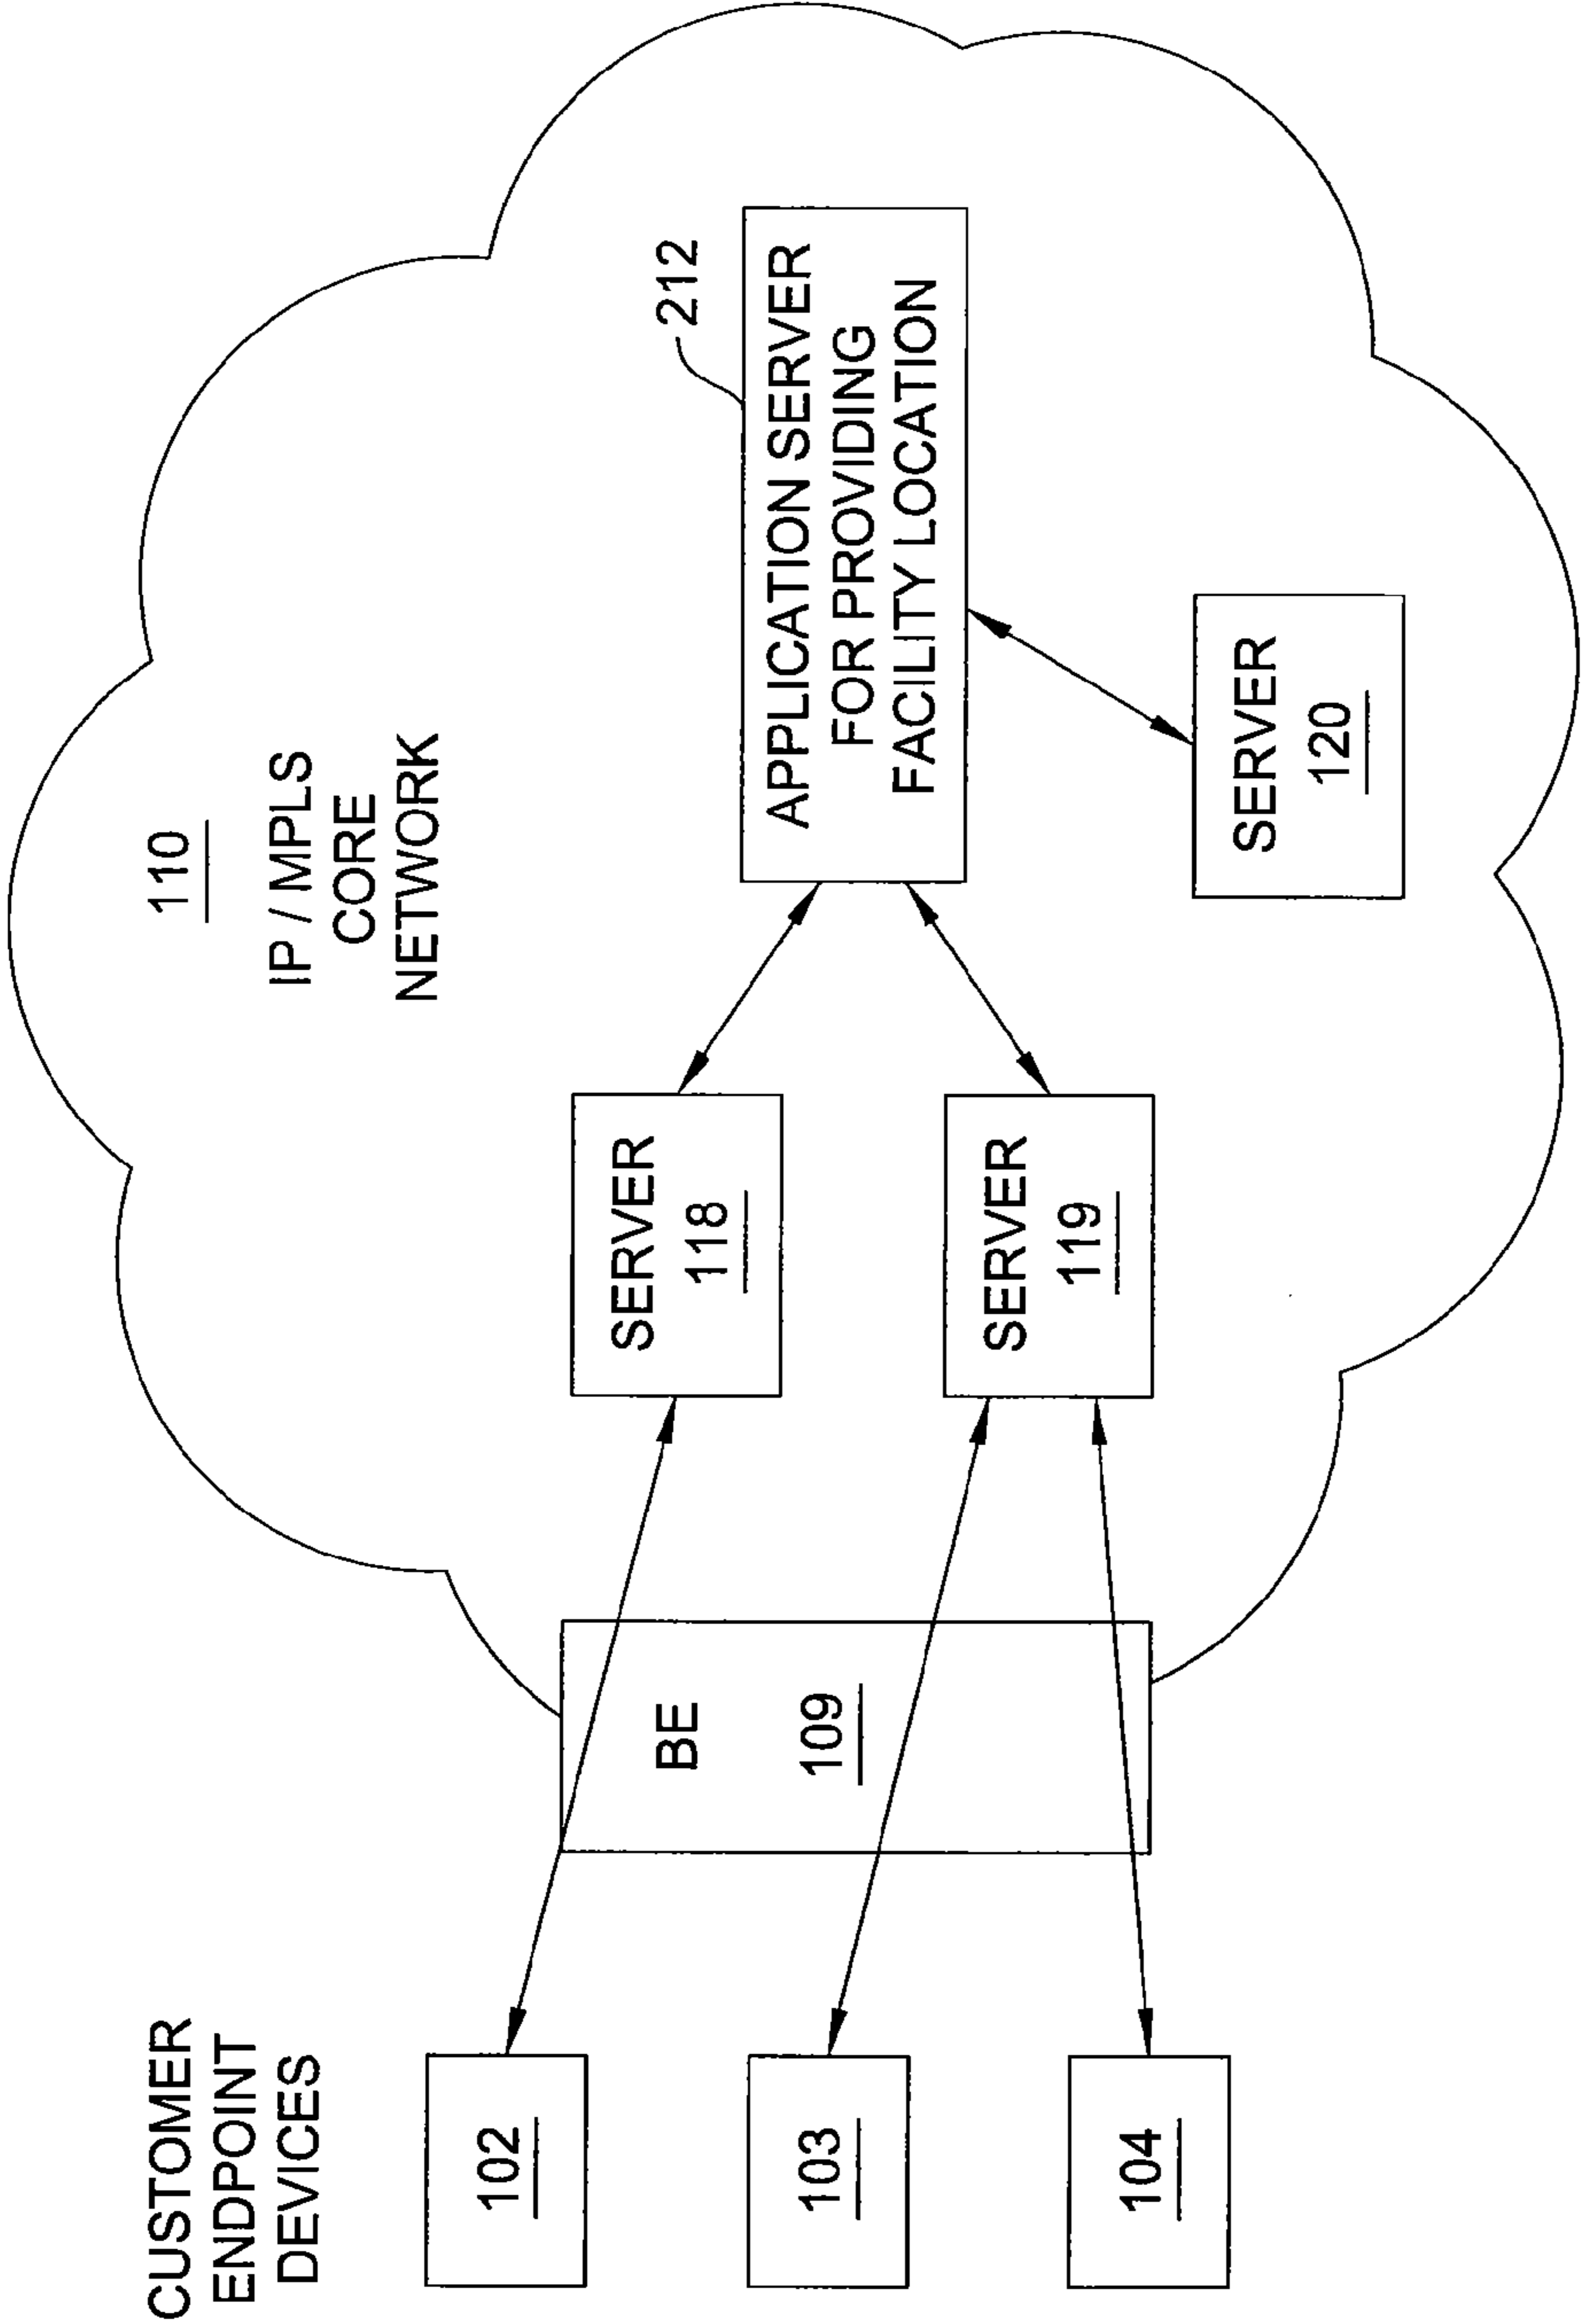 CUSTOMER
ENDPOINT
DEVICES
110
IP / MPLS
CORE
NETWORK
102
103
104
BE
109
SERVER
118
SERVER
119
212
APPLICATION SERVER
FOR PROVIDING
FACILITY LOCATION
SERVER
120